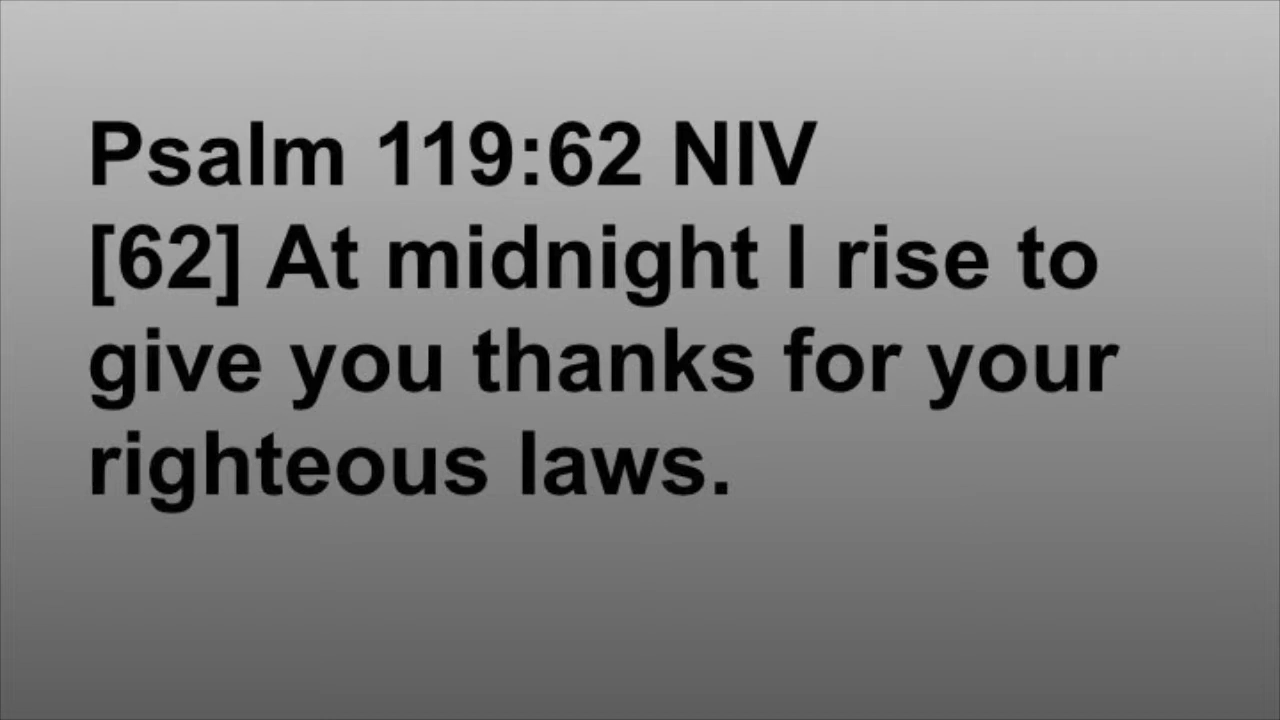 Psalm 119:62 NIV
[62] At midnight I rise to
give you thanks for your
righteous laws.